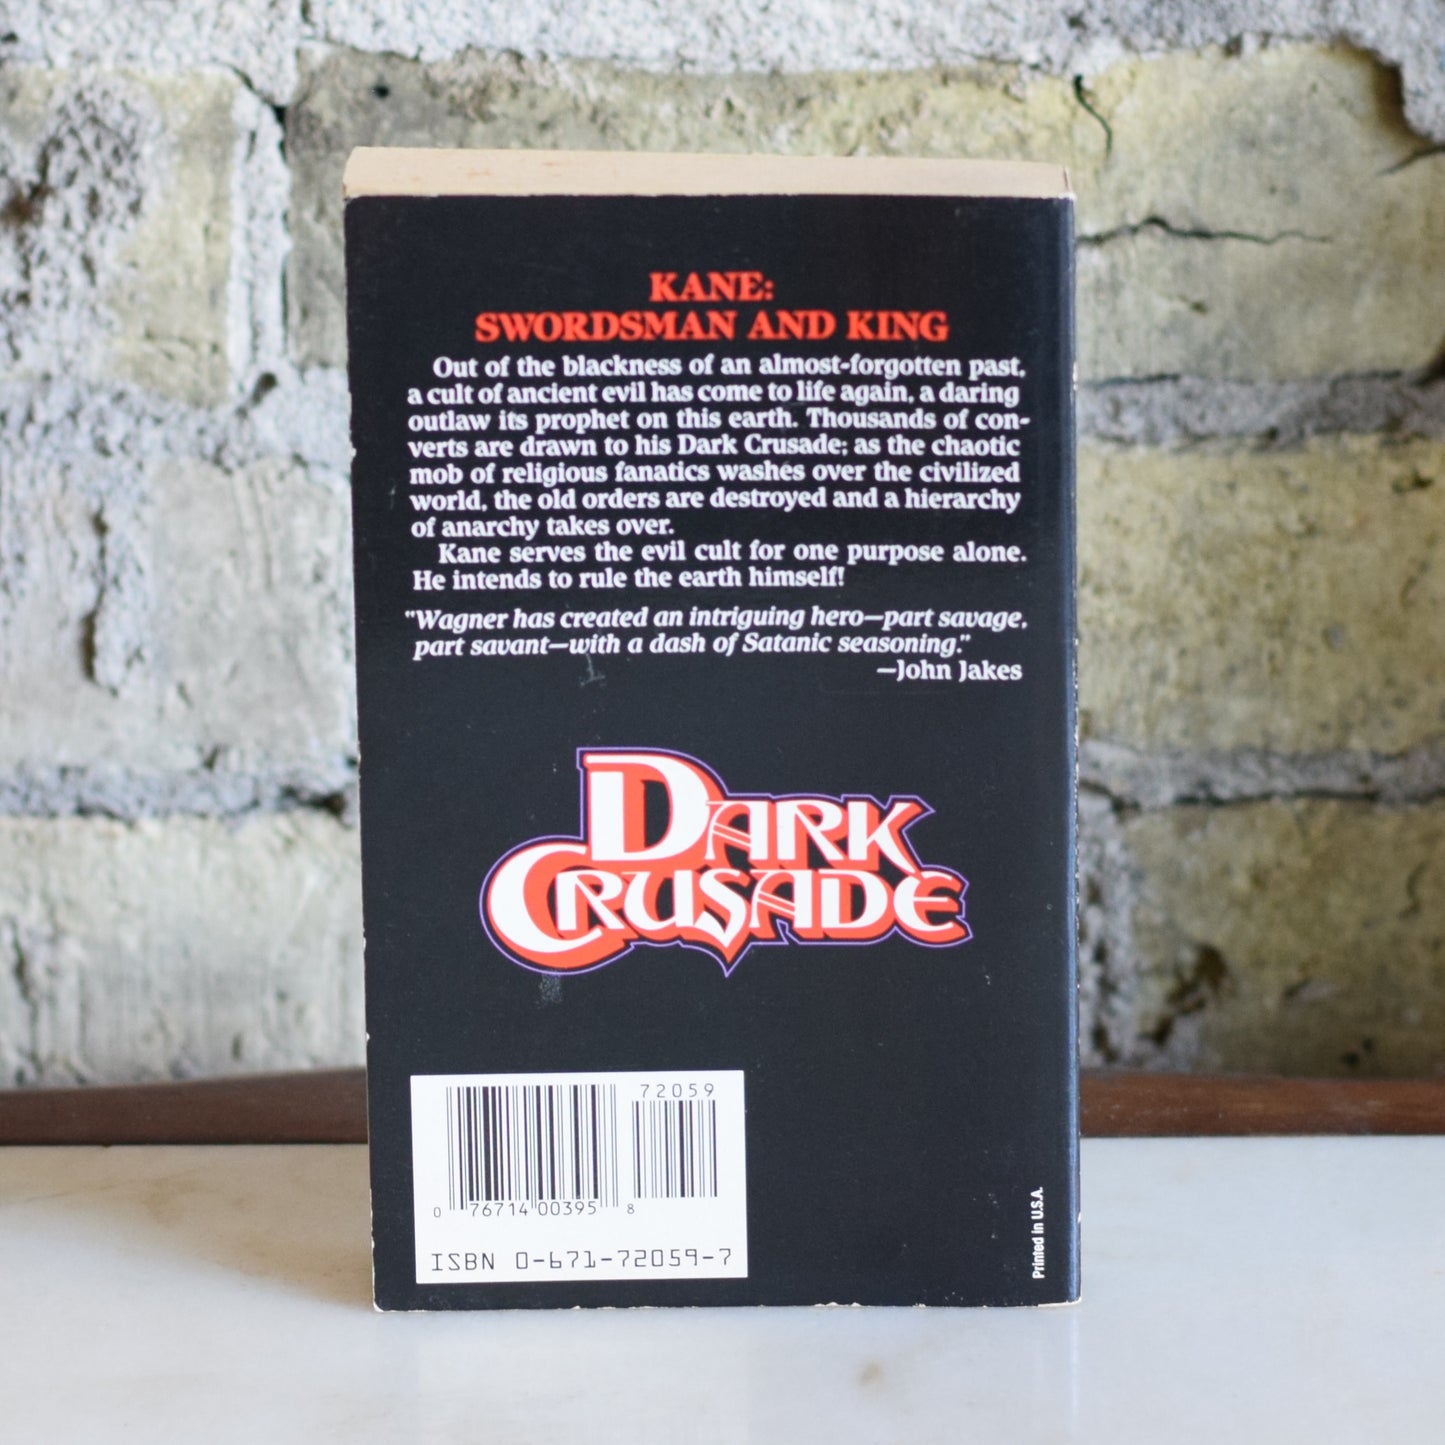 KANE:
SWORDSMAN AND KING
Out of the blackness of an almost-forgotten past,
a cult of ancient evil has come to life again, a daring
outlaw its prophet on this earth. Thousands of con-
verts are drawn to his Dark Crusade; as the chaotic
mob of religious fanatics washes over the civilized
world, the old orders are destroyed and a hierarchy
of anarchy takes over.
Kane serves the evil cult for one purpose alone.
He intends to rule the earth himself!
"Wagner has created an intriguing hero—part savage,
part savant—with a dash of Satanic seasoning."
—John Jakes
DARK
CRUSADE
72059
0 76714 00395 8
ISBN 0-671-72059-7
Printed in U.S.A.